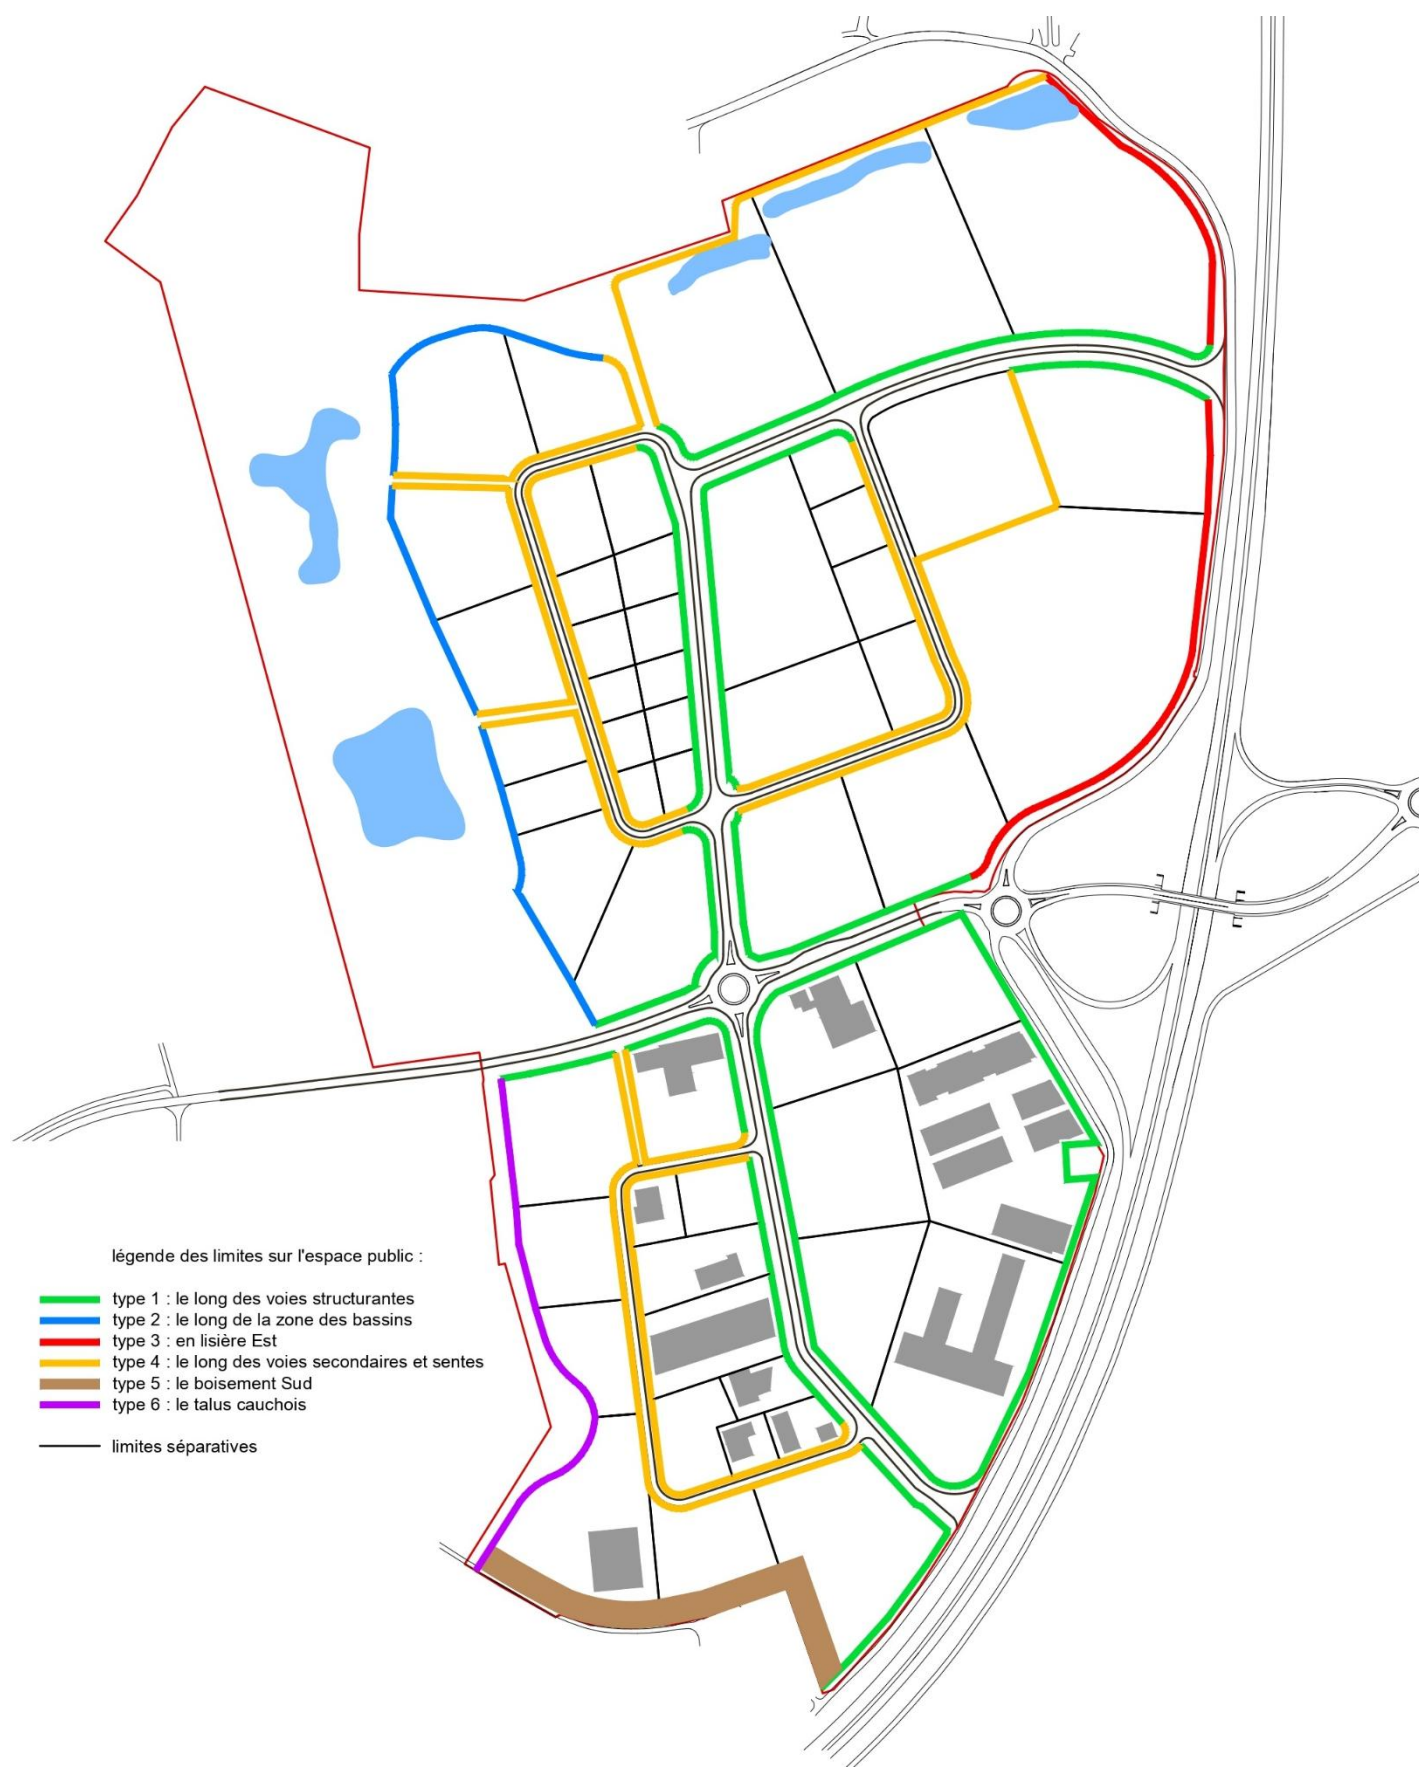 légende des limites sur l'espace public :
type 1 : le long des voies structurantes
type 2 : le long de la zone des bassins
type 3 : en lisière Est
type 4 : le long des voies secondaires et sentes
type 5 : le boisement Sud
type 6 : le talus cauchois
limites séparatives